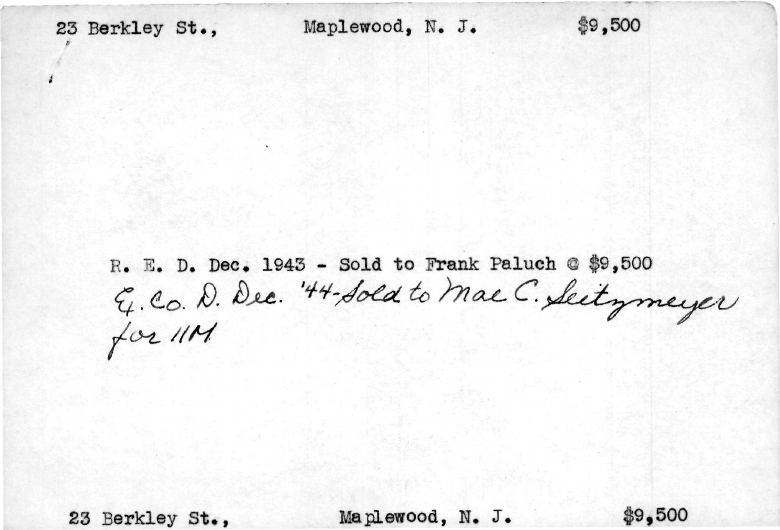 23 Berkley St., Maplewood, N. J. $9,500
R. E. D. Dec. 1943 - Sold to Frank Paluch @ $9,500
Ex. Co. D. Dec. '44 - Sold to Mae C. Seitzmeyer
for 11M
23 Berkley St., Maplewood, N. J. $9,500